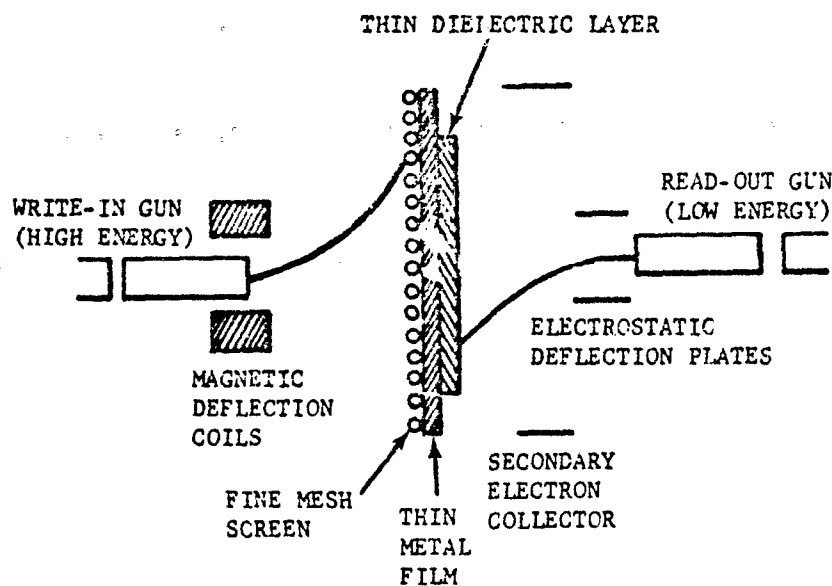 THIN DIELECTRIC LAYER
WRITE-IN GUN
(HIGH ENERGY)
READ-OUT GUN
(LOW ENERGY)
MAGNETIC
DEFLECTION
COILS
ELECTROSTATIC
DEFLECTION PLATES
FINE MESH
SCREEN
THIN
METAL
FILM
SECONDARY
ELECTRON
COLLECTOR